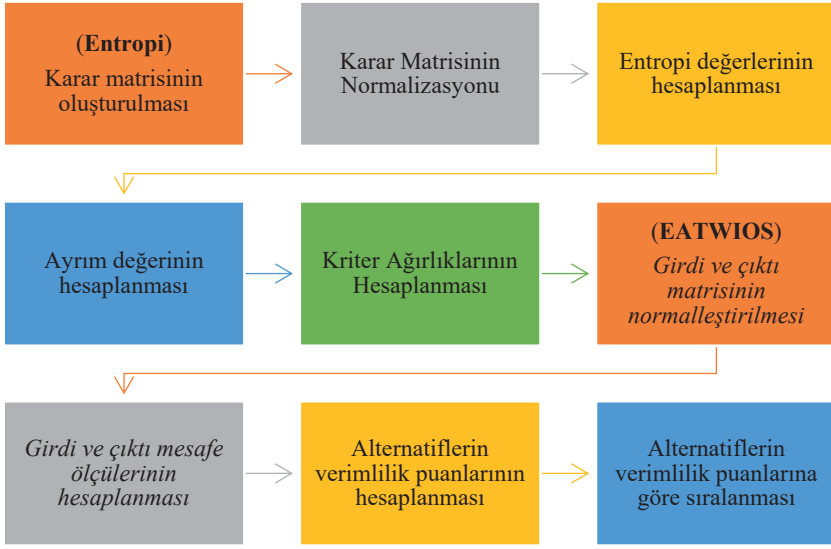 (Entropi)
Karar matrisinin
oluşturulması
Karar Matrisinin
Normalizasyonu
Entropi değerlerinin
hesaplanması
Ayrım değerinin
hesaplanması
Kriter Ağırlıklarının
Hesaplanması
(EATWIOS)
Girdi ve çıktı
matrisinin
normalleştirilmesi
Girdi ve çıktı mesafe
ölçülerinin
hesaplanması
Alternatiflerin
verimlilik puanlarının
hesaplanması
Alternatiflerin
verimlilik puanlarına
göre sıralanması